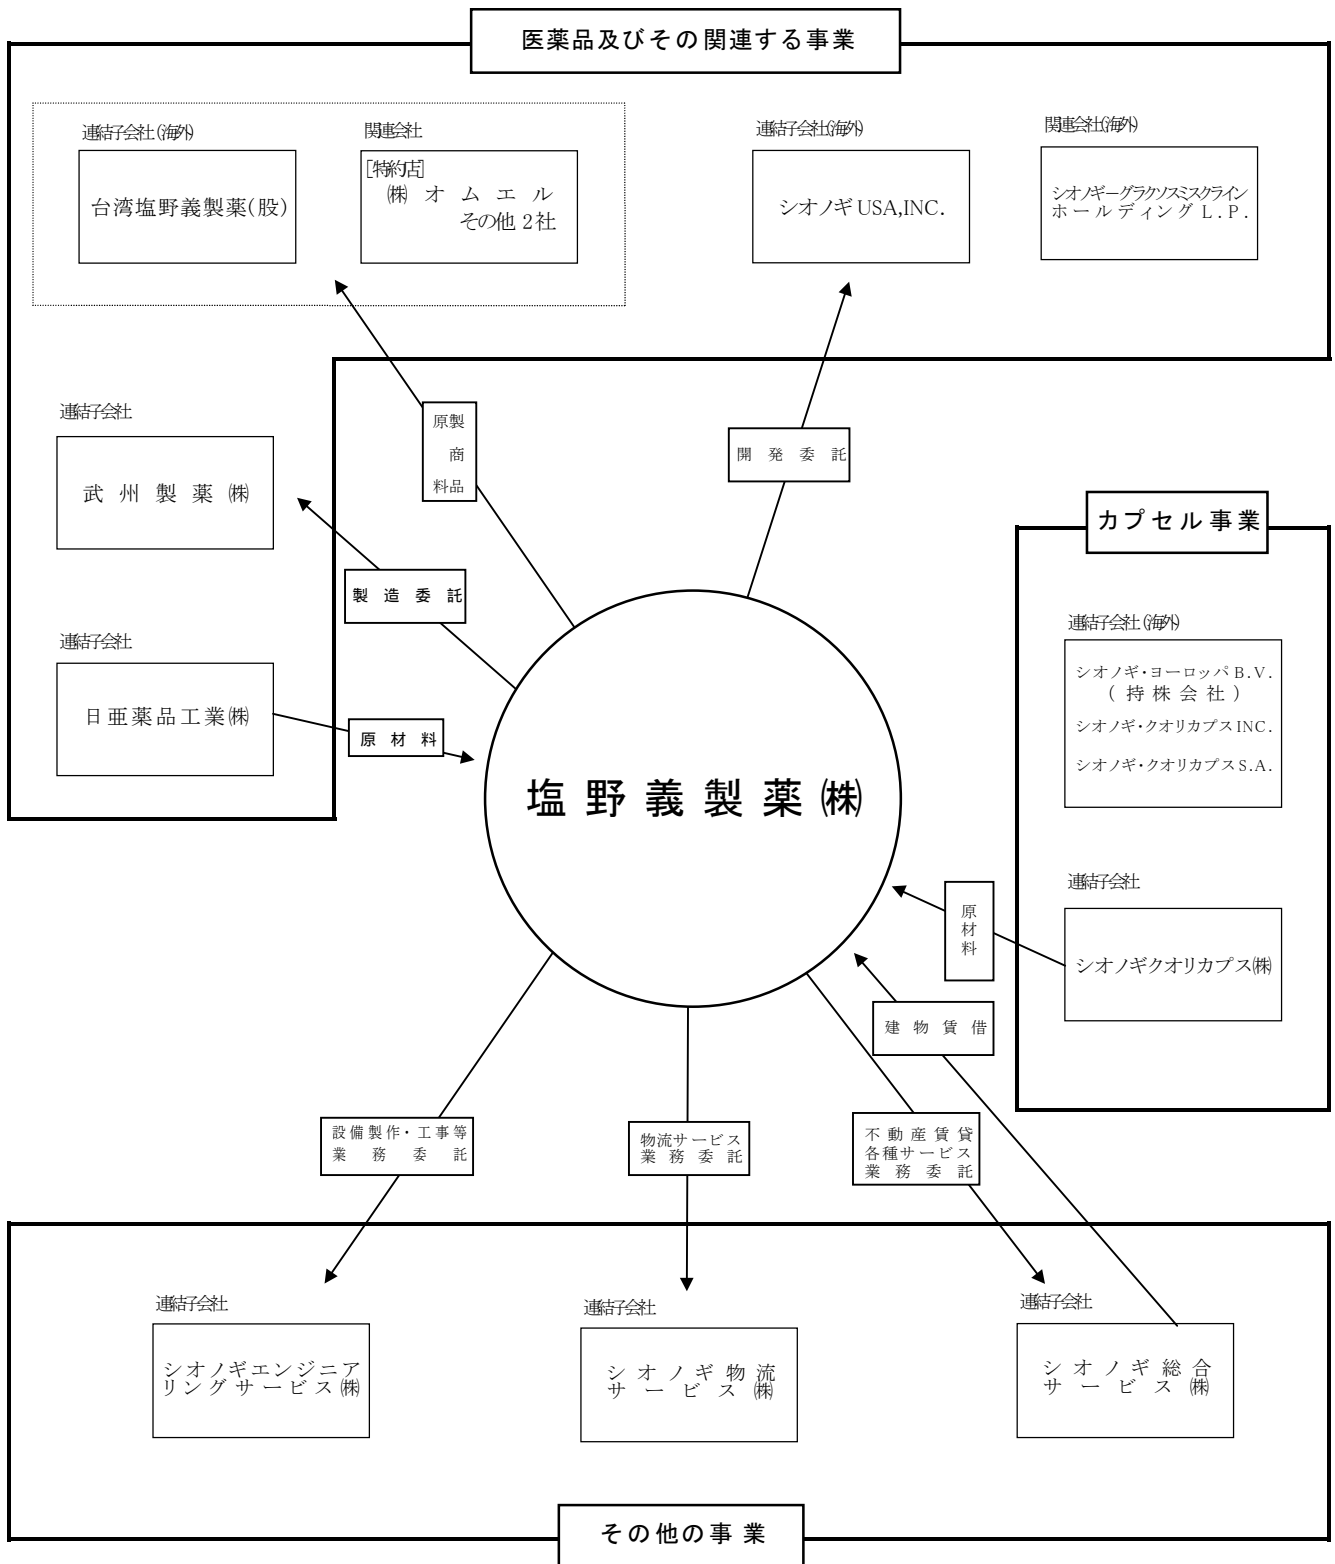 医薬品及びその関連する事業
連結子会社(海外)
台湾塩野義製薬(股)
関連会社
[特約店]
㈱オムエル
その他2社
連結子会社(海外)
シオノギUSA,INC.
関連会社(海外)
シオノギーグラクソスミスクライン
ホールディングL.P.
連結子会社
武州製薬㈱
連結子会社
日亜薬品工業㈱
原製
商
料品
開発委託
製造委託
原材料
塩野義製薬㈱
カプセル事業
連結子会社(海外)
シオノギ・ヨーロッパB.V.
(持株会社)
シオノギ・クオリカプスINC.
シオノギ・クオリカプスS.A.
連結子会社
シオノギクオリカプス㈱
原材料
建物賃借
設備製作・工事等
業務委託
物流サービス
業務委託
不動産賃貸
各種サービス
業務委託
連結子会社
シオノギエンジニア
リングサービス㈱
連結子会社
シオノギ物流
サービス㈱
連結子会社
シオノギ総合
サービス㈱
その他の事業